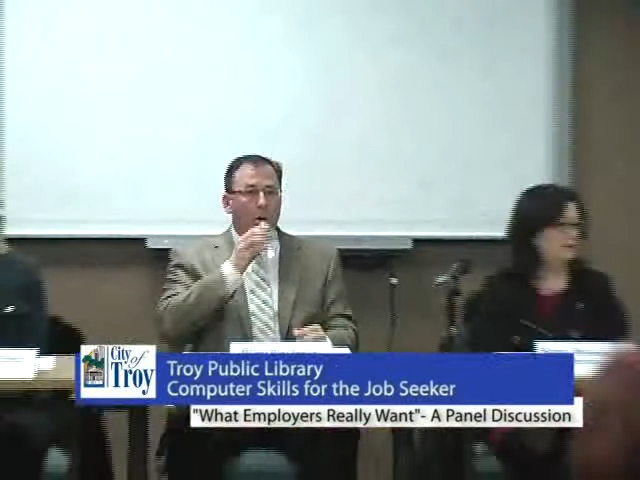 City of
Troy
Troy Public Library
Computer Skills for the Job Seeker
"What Employers Really Want"- A Panel Discussion